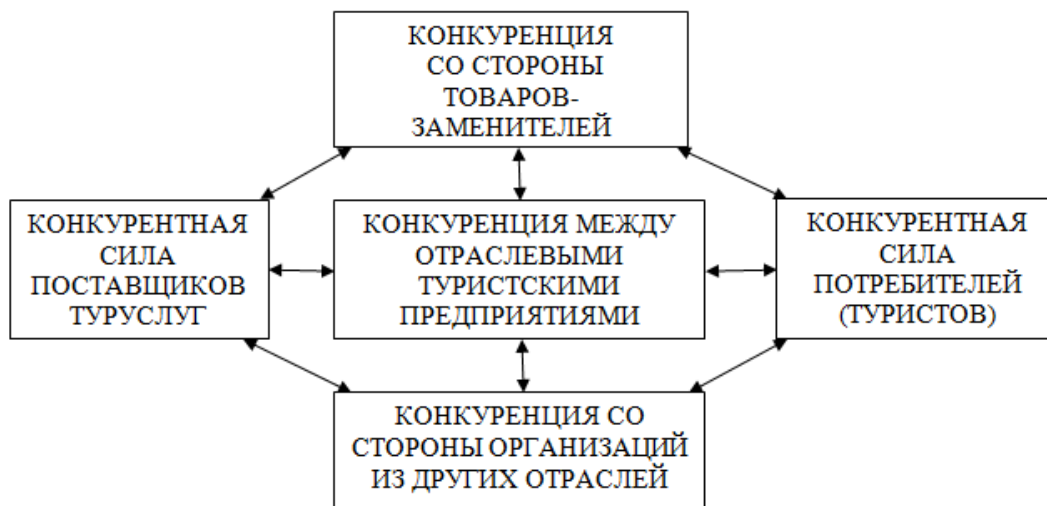 КОНКУРЕНЦИЯ
СО СТОРОНЫ
ТОВАРОВ-
ЗАМЕНИТЕЛЕЙ
КОНКУРЕНТНАЯ
СИЛА
ПОСТАВЩИКОВ
ТУРУСЛУГ
КОНКУРЕНЦИЯ МЕЖДУ
ОТРАСЛЕВЫМИ
ТУРИСТСКИМИ
ПРЕДПРИЯТИЯМИ
КОНКУРЕНТНАЯ
СИЛА
ПОТРЕБИТЕЛЕЙ
(ТУРИСТОВ)
КОНКУРЕНЦИЯ СО
СТОРОНЫ ОРГАНИЗАЦИЙ
ИЗ ДРУГИХ ОТРАСЛЕЙ